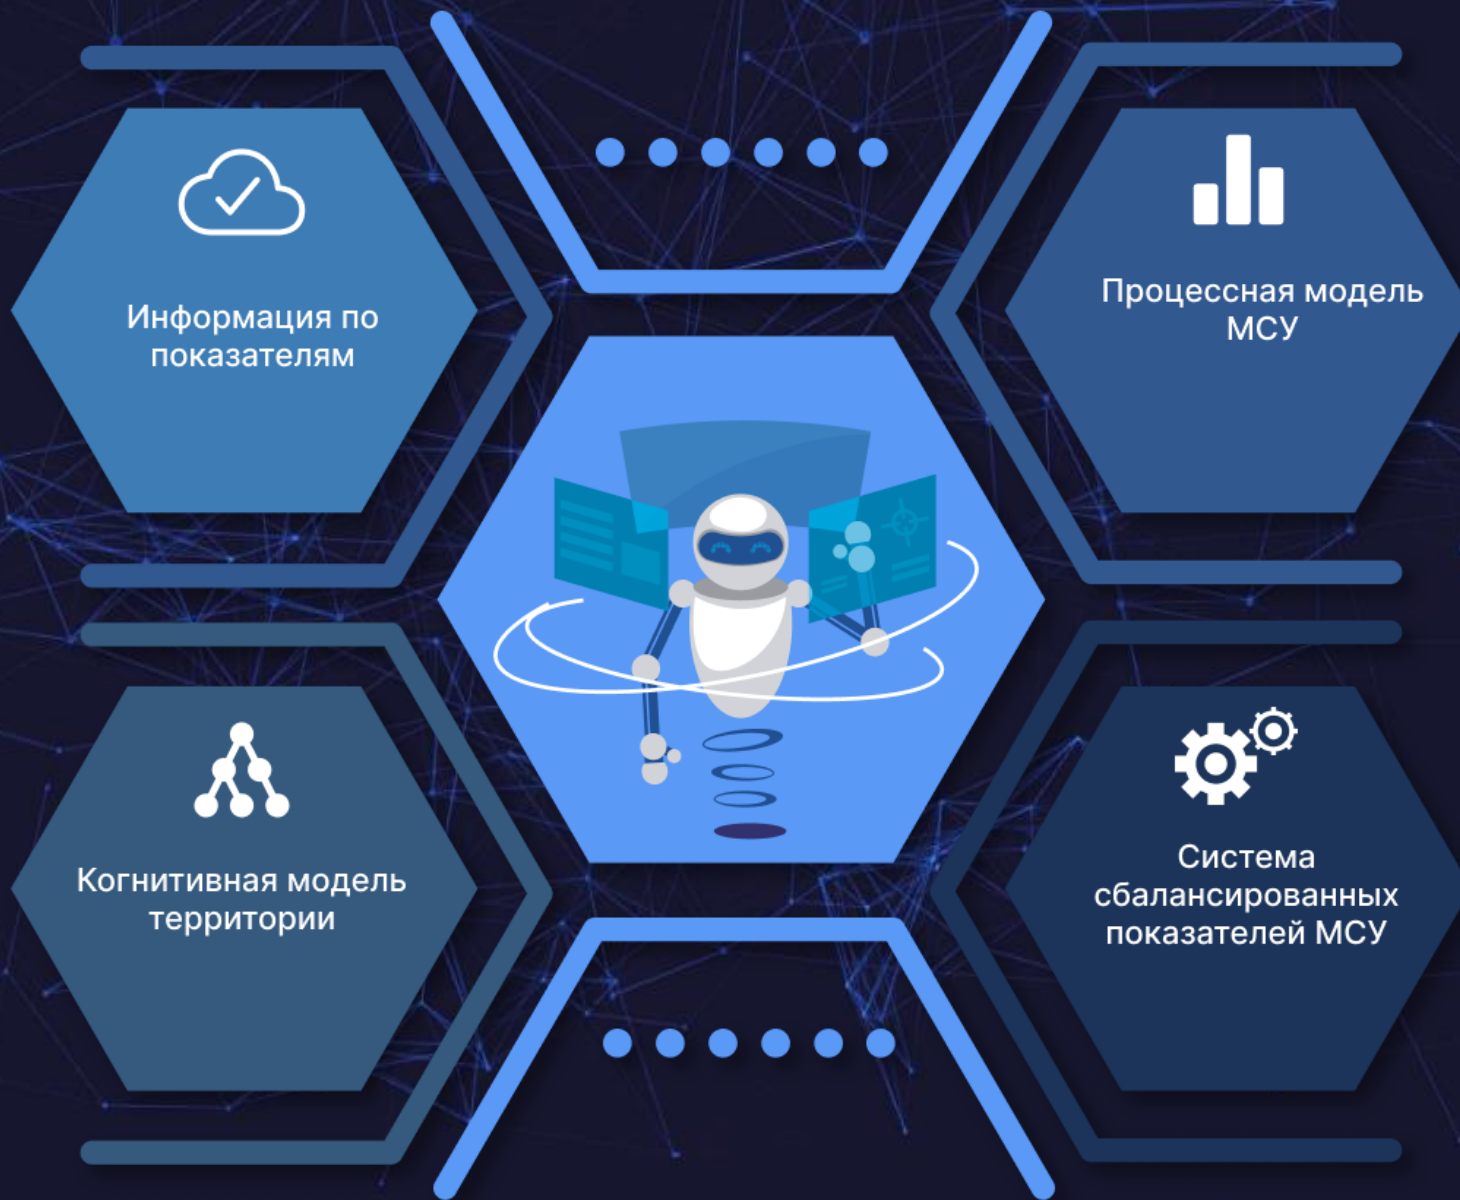 Информация по
показателям
Процессная модель
МСУ
Когнитивная модель
территории
Система
сбалансированных
показателей МСУ